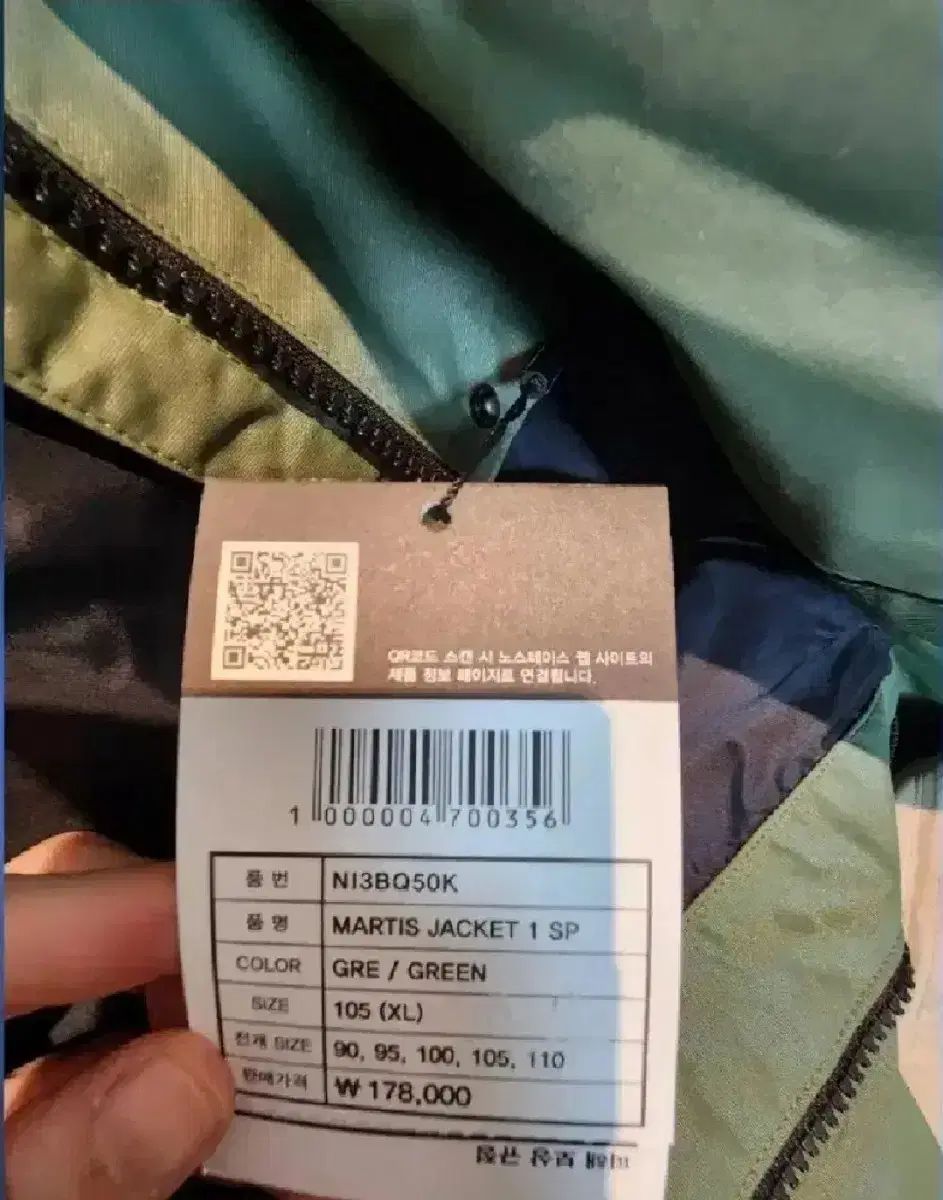 QR코드 스캔 시 노스페이스 웹 사이트의
제품 정보 페이지로 연결됩니다.
1 000004 700356
품 번 NI3BQ50K
품 명 MARTIS JACKET 1 SP
COLOR GRE / GREEN
SIZE 105 (XL)
전개 SIZE 90, 95, 100, 105, 110
판매가격 ₩ 178,000